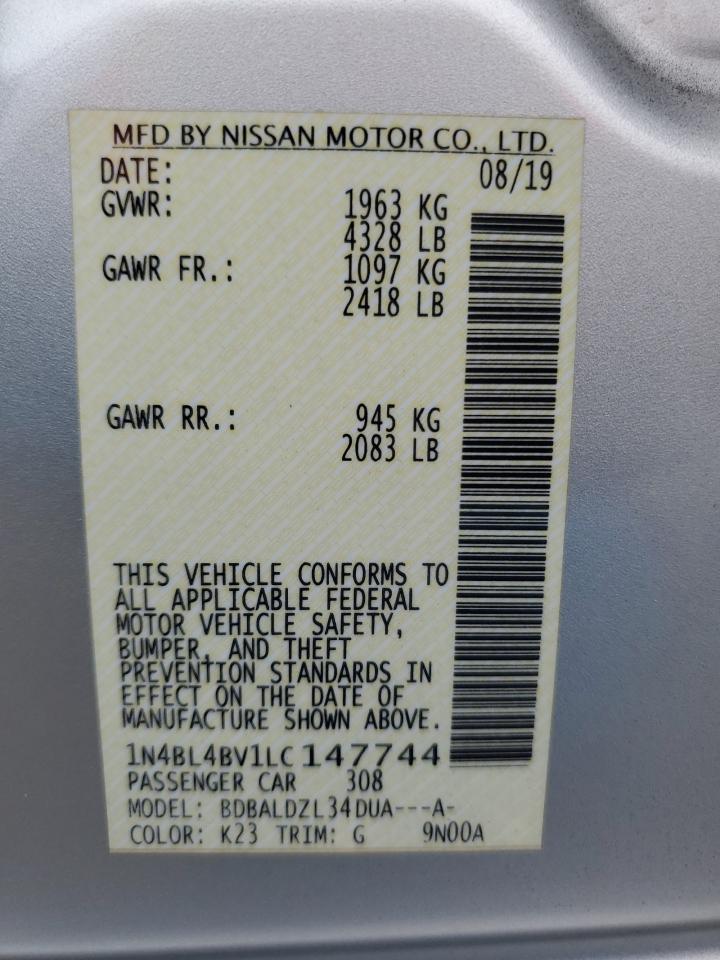 MFD BY NISSAN MOTOR CO., LTD.
DATE: 08/19
GVWR: 1963 KG
4328 LB
GAWR FR.: 1097 KG
2418 LB
GAWR RR.: 945 KG
2083 LB
THIS VEHICLE CONFORMS TO
ALL APPLICABLE FEDERAL
MOTOR VEHICLE SAFETY,
BUMPER, AND THEFT
PREVENTION STANDARDS IN
EFFECT ON THE DATE OF
MANUFACTURE SHOWN ABOVE.
1N4BL4BV1LC147744
PASSENGER CAR 308
MODEL: BDBALDZL34DUA---A-
COLOR: K23 TRIM: G 9N00A